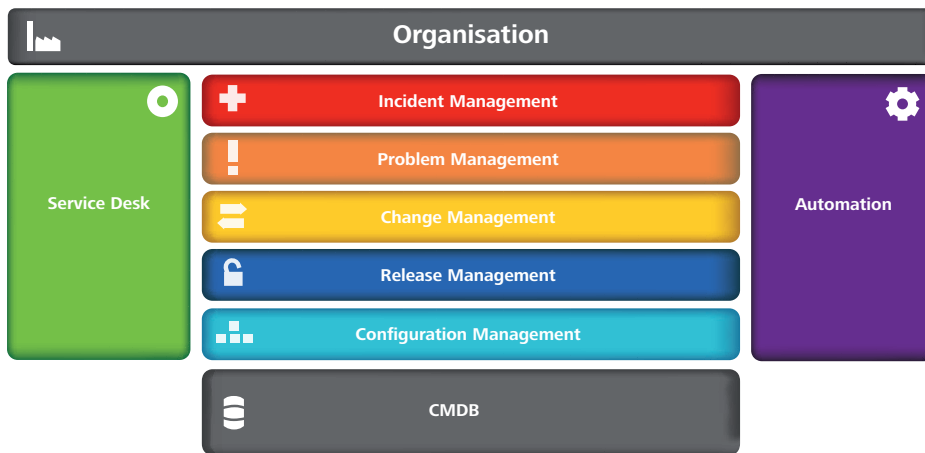 Organisation
Incident Management
Problem Management
Service Desk
Change Management
Automation
Release Management
Configuration Management
CMDB